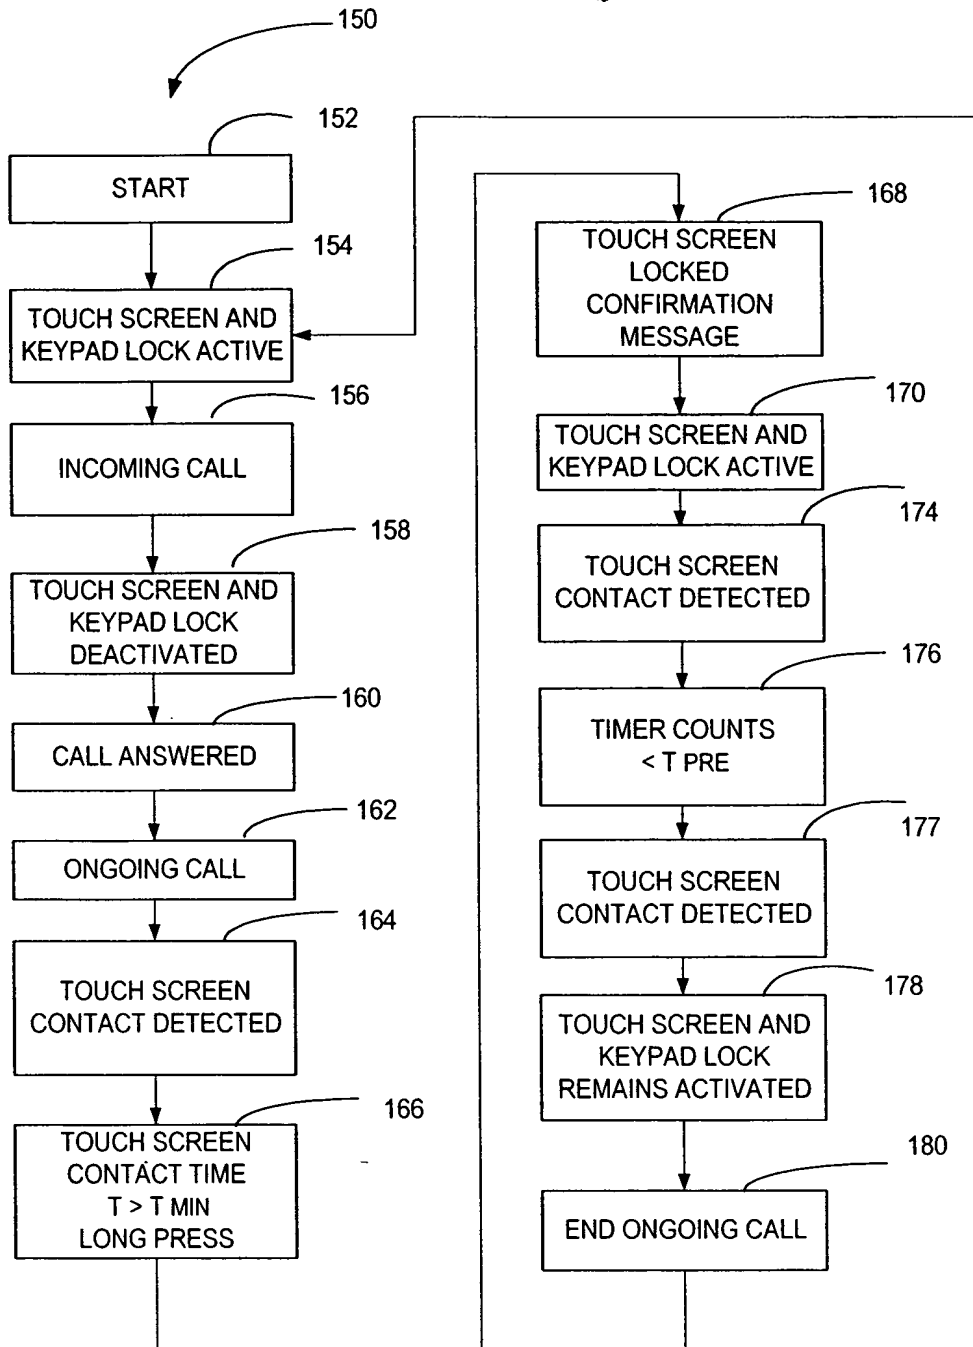 150
152
START
154
TOUCH SCREEN AND
KEYPAD LOCK ACTIVE
156
INCOMING CALL
158
TOUCH SCREEN AND
KEYPAD LOCK
DEACTIVATED
160
CALL ANSWERED
162
ONGOING CALL
164
TOUCH SCREEN
CONTACT DETECTED
166
TOUCH SCREEN
CONTACT TIME
T > T MIN
LONG PRESS
168
TOUCH SCREEN
LOCKED
CONFIRMATION
MESSAGE
170
TOUCH SCREEN AND
KEYPAD LOCK ACTIVE
174
TOUCH SCREEN
CONTACT DETECTED
176
TIMER COUNTS
< T PRE
177
TOUCH SCREEN
CONTACT DETECTED
178
TOUCH SCREEN AND
KEYPAD LOCK
REMAINS ACTIVATED
180
END ONGOING CALL